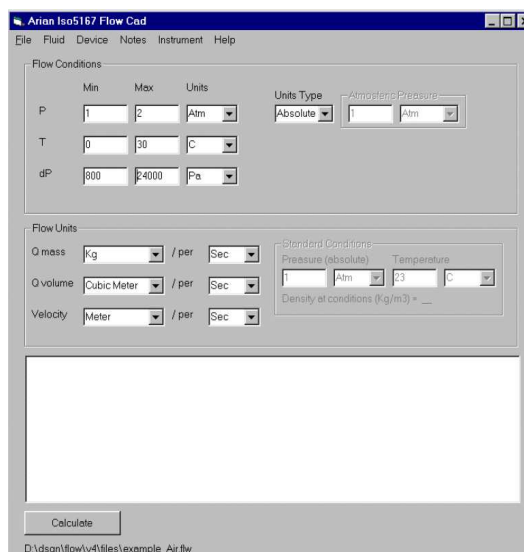 Arian Iso5167 Flow Cad
File Fluid Device Notes Instrument Help
Flow Conditions
Min Max Units
P 1 2 Atm
Units Type
Absolute
Atmosferic Preasure
1 Atm
T 0 30 C
dP 800 24000 Pa
Flow Units
Q mass Kg / per Sec
Q volume Cubic Meter / per Sec
Velocity Meter / per Sec
Standard Conditions
Preasure (absolute) Temperature
1 Atm 23 C
Density at conditions (Kg/m3) = __
Calculate
D:\dsgn\flow\v4\files\example_Air.flw